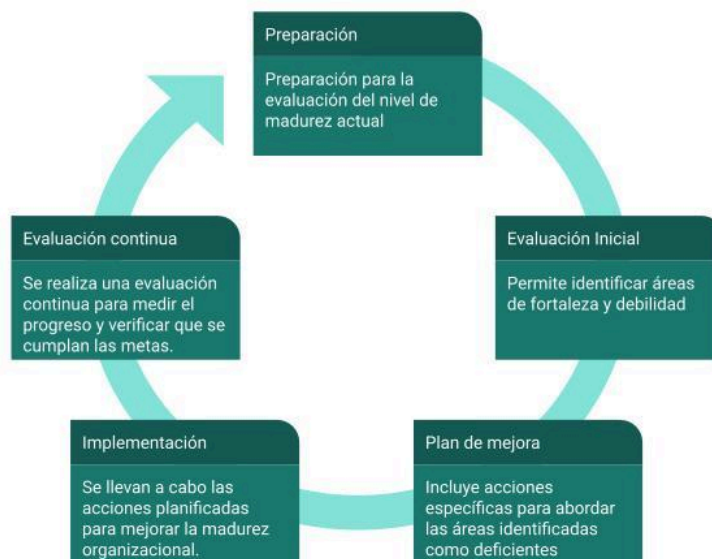 Preparación
Preparación para la
evaluación del nivel de
madurez actual
Evaluación Inicial
Permite identificar áreas
de fortaleza y debilidad
Plan de mejora
Incluye acciones
específicas para abordar
las áreas identificadas
como deficientes
Implementación
Se llevan a cabo las
acciones planificadas
para mejorar la madurez
organizacional.
Evaluación continua
Se realiza una evaluación
continua para medir el
progreso y verificar que se
cumplan las metas.